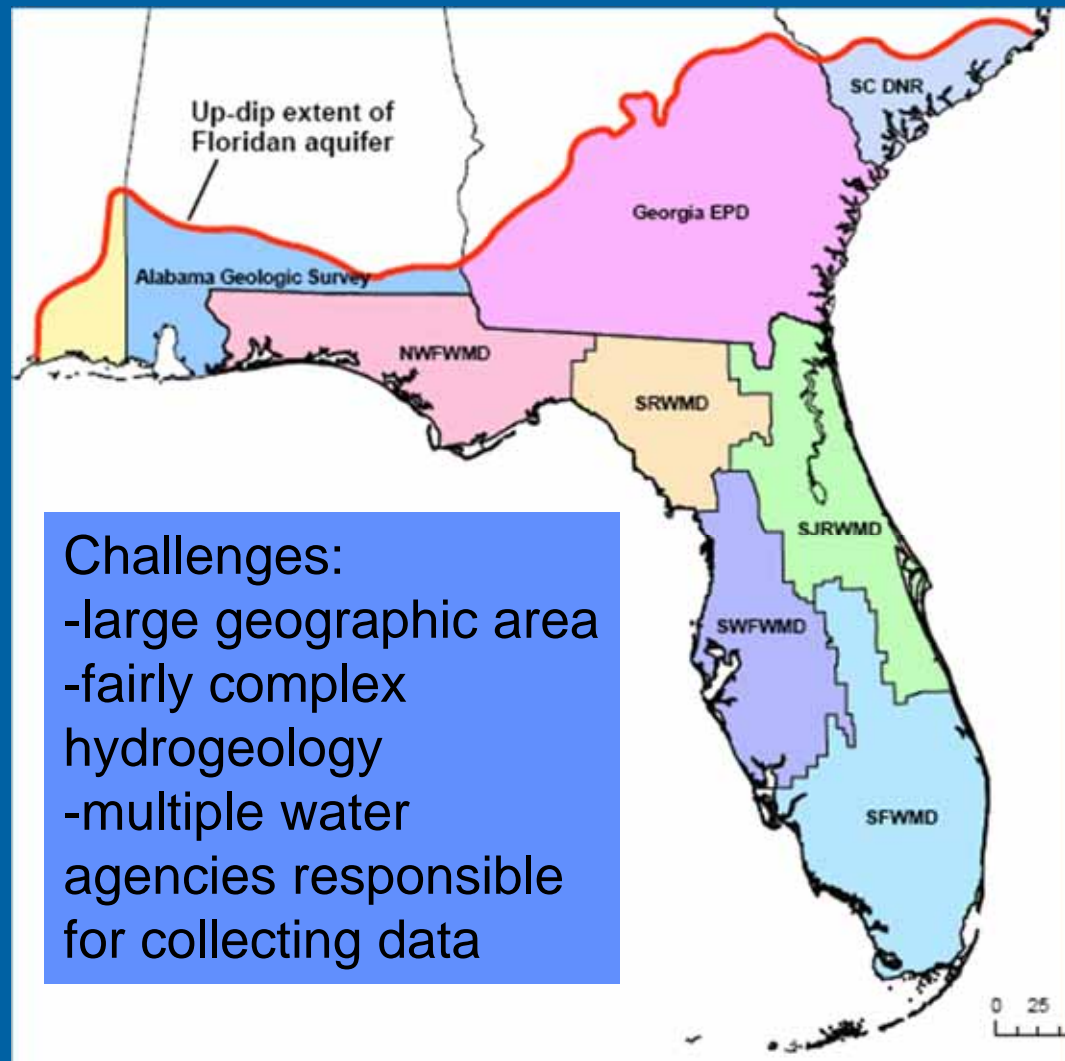 Up-dip extent of
Floridan aquifer
SC DNR
Georgia EPD
Alabama Geologic Survey
NWFWMD
SRWMD
SJRWMD
SWFWMD
SFWMD
Challenges:
-large geographic area
-fairly complex
hydrogeology
-multiple water
agencies responsible
for collecting data
0 25